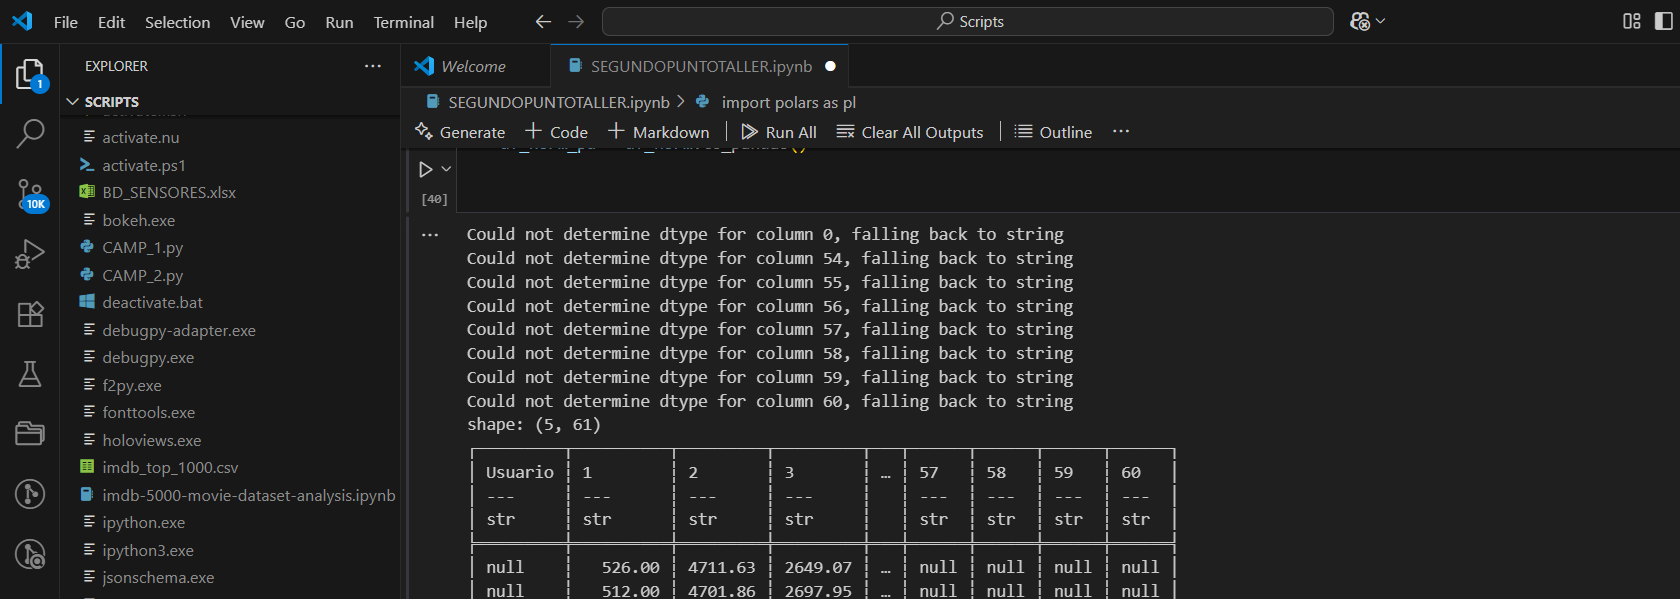 File Edit Selection View Go Run Terminal Help
Scripts
EXPLORER
SCRIPTS
activate.nu
activate.ps1
BD_SENSORES.xlsx
bokeh.exe
CAMP_1.py
CAMP_2.py
deactivate.bat
debugpy-adapter.exe
debugpy.exe
f2py.exe
fonttools.exe
holoviews.exe
imdb_top_1000.csv
imdb-5000-movie-dataset-analysis.ipynb
ipython.exe
ipython3.exe
jsonschema.exe
1
10K
Welcome SEGUNDOPUNTOTALLER.ipynb
SEGUNDOPUNTOTALLER.ipynb > import polars as pl
Generate + Code + Markdown Run All Clear All Outputs Outline ...
[40]
Could not determine dtype for column 0, falling back to string
Could not determine dtype for column 54, falling back to string
Could not determine dtype for column 55, falling back to string
Could not determine dtype for column 56, falling back to string
Could not determine dtype for column 57, falling back to string
Could not determine dtype for column 58, falling back to string
Could not determine dtype for column 59, falling back to string
Could not determine dtype for column 60, falling back to string
shape: (5, 61)
Usuario 1 2 3 … 57 58 59 60
--- --- --- --- --- --- --- ---
str str str str str str str str
null 526.00 4711.63 2649.07 … null null null null
null 512.00 4701.86 2697.95 … null null null null